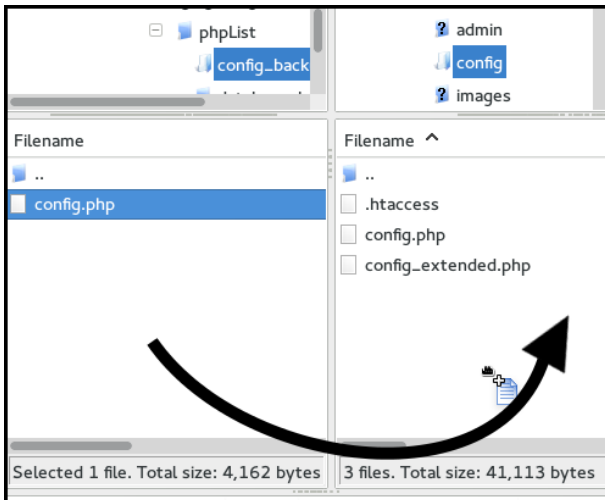 phpList
config_back
admin
config
images
Filename
..
config.php
Selected 1 file. Total size: 4,162 bytes
Filename
..
.htaccess
config.php
config_extended.php
3 files. Total size: 41,113 bytes